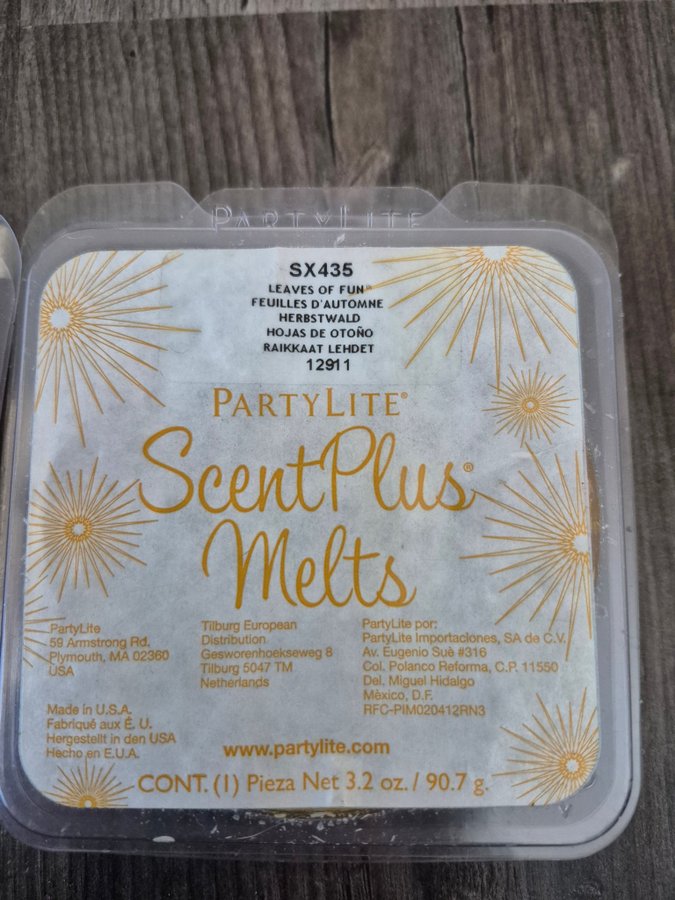 PARTYLITE
SX435
LEAVES OF FUN®
FEUILLES D'AUTOMNE
HERBSTWALD
HOJAS DE OTOÑO
RAIKKAAT LEHDET
12911
PARTYLITE®
ScentPlus®
Melts
PartyLite
59 Armstrong Rd.
Plymouth, MA 02360
USA
Tilburg European
Distribution
Gesworenhoekseweg 8
Tilburg 5047 TM
Netherlands
PartyLite por:
PartyLite Importaciones, SA de C.V.
Av. Eugenio Suè #316
Col. Polanco Reforma, C.P. 11550
Del. Miguel Hidalgo
Mèxico, D.F.
RFC-PIM020412RN3
Made in U.S.A.
Fabriqué aux É. U.
Hergestellt in den USA
Hecho en E.U.A.
www.partylite.com
CONT. (1) Pieza Net 3.2 oz. / 90.7 g.